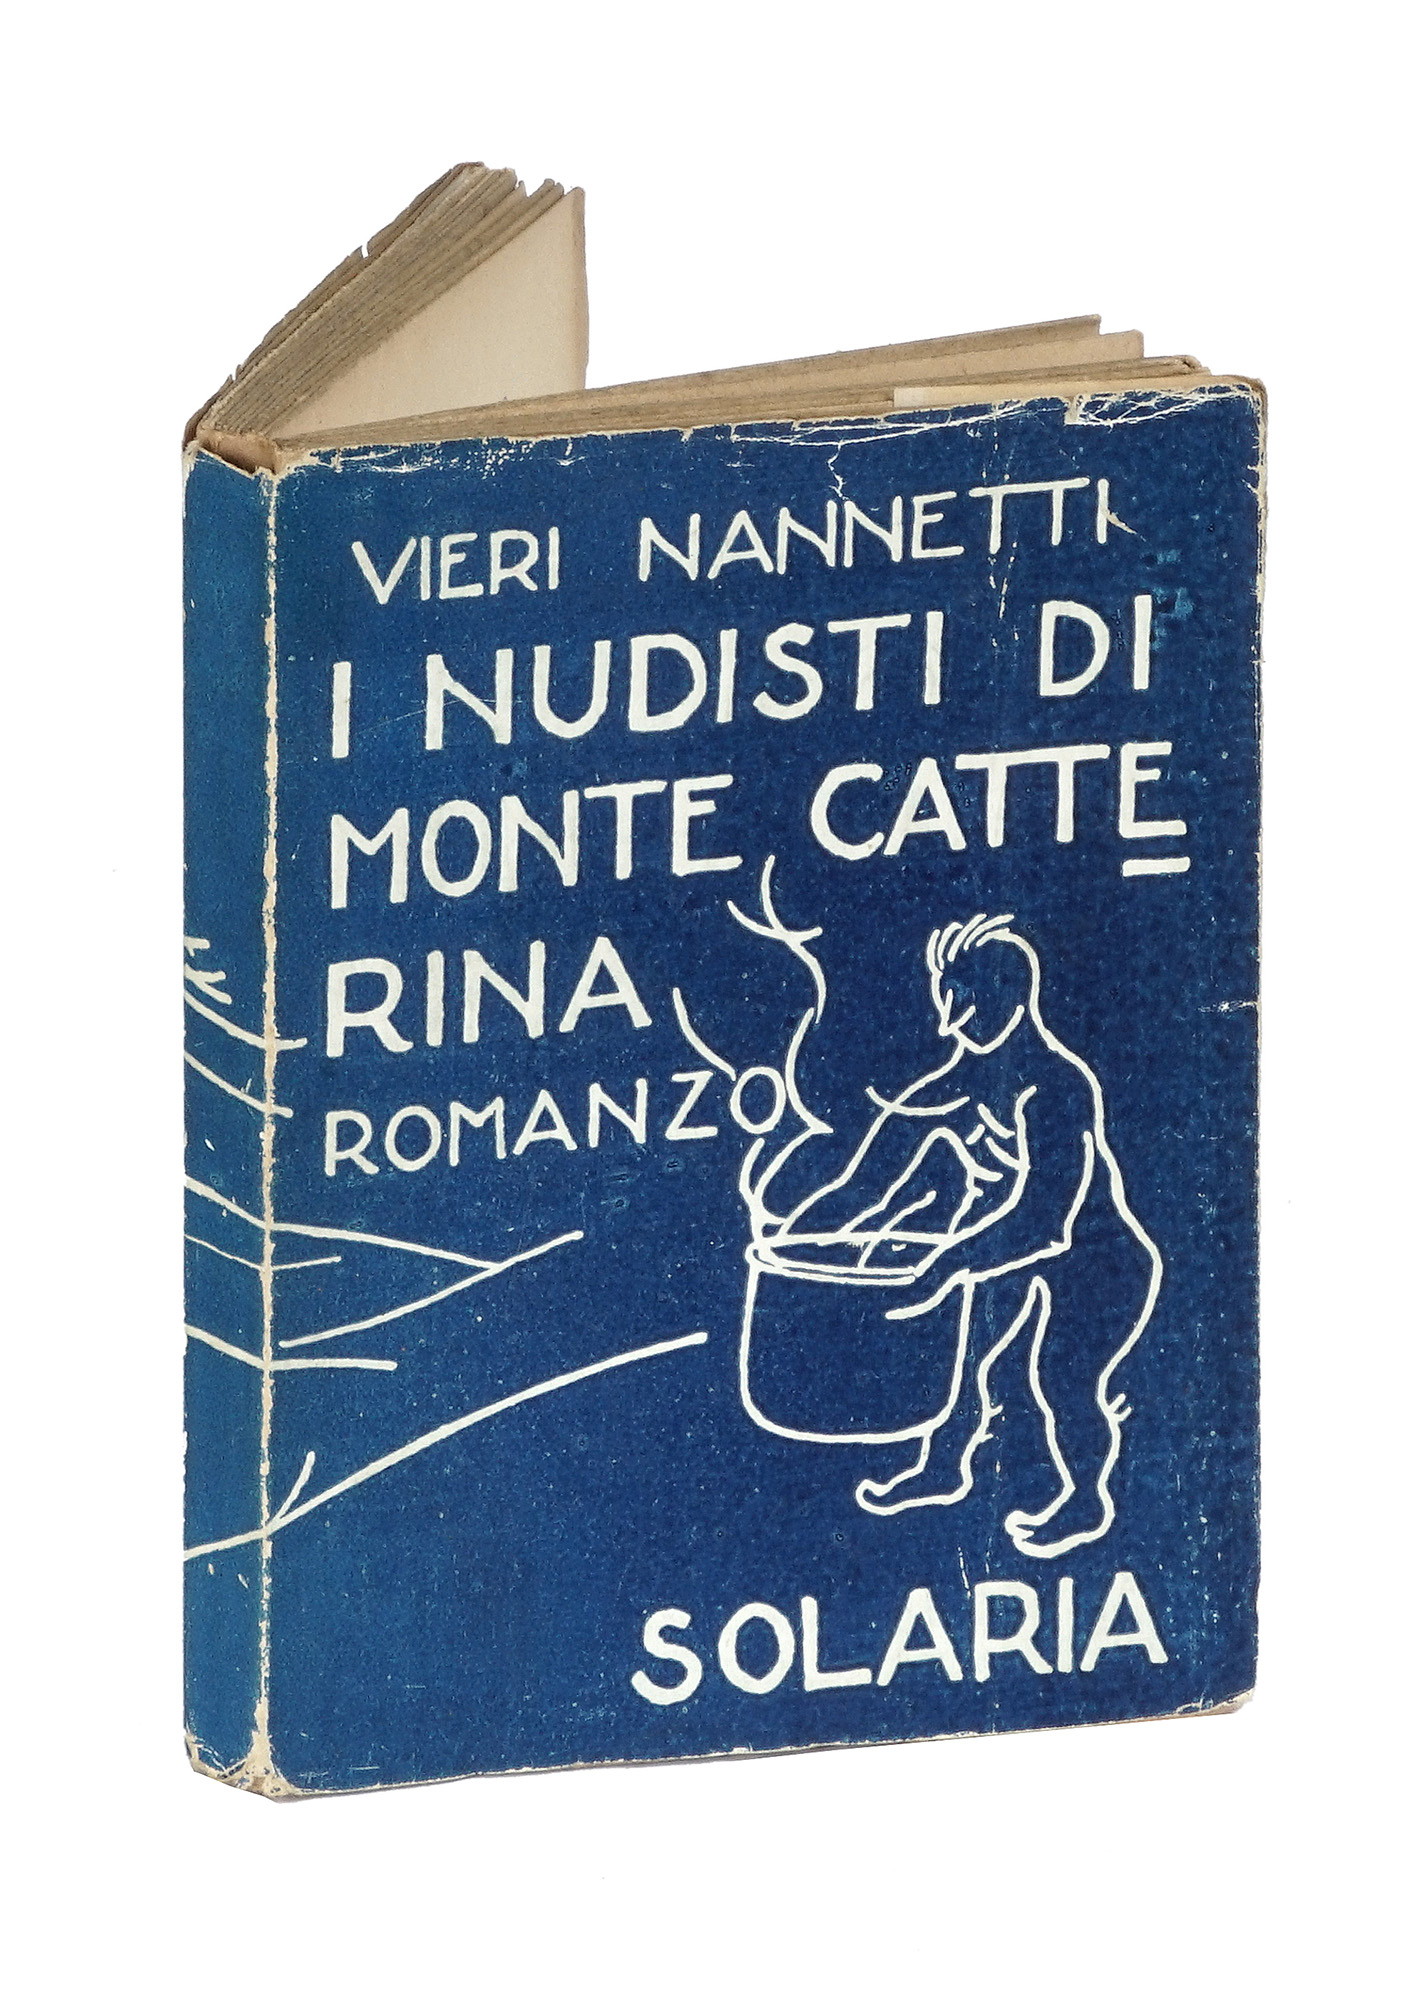 VIERI NANNETTI
I NUDISTI DI
MONTE CATTE
RINA
ROMANZO
SOLARIA